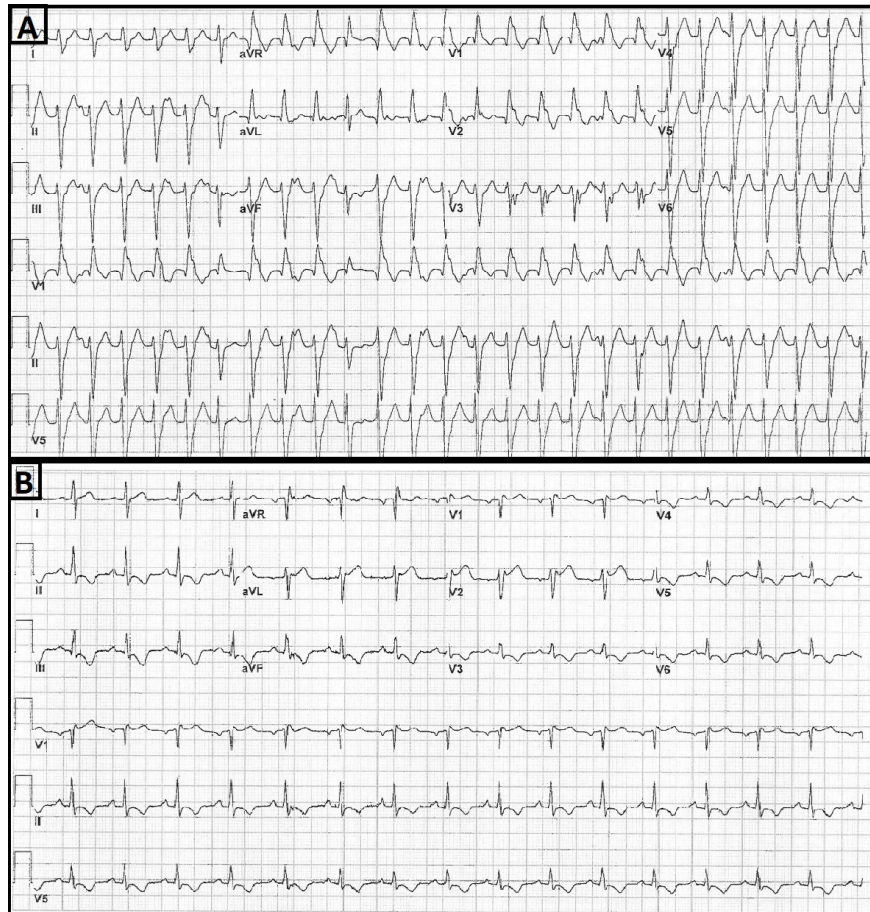 A
I aVR V1 V4
II aVL V2 V5
III aVF V3 V6
V1
II
V5
B
I aVR V1 V4
II aVL V2 V5
III aVF V3 V6
V1
II
V5